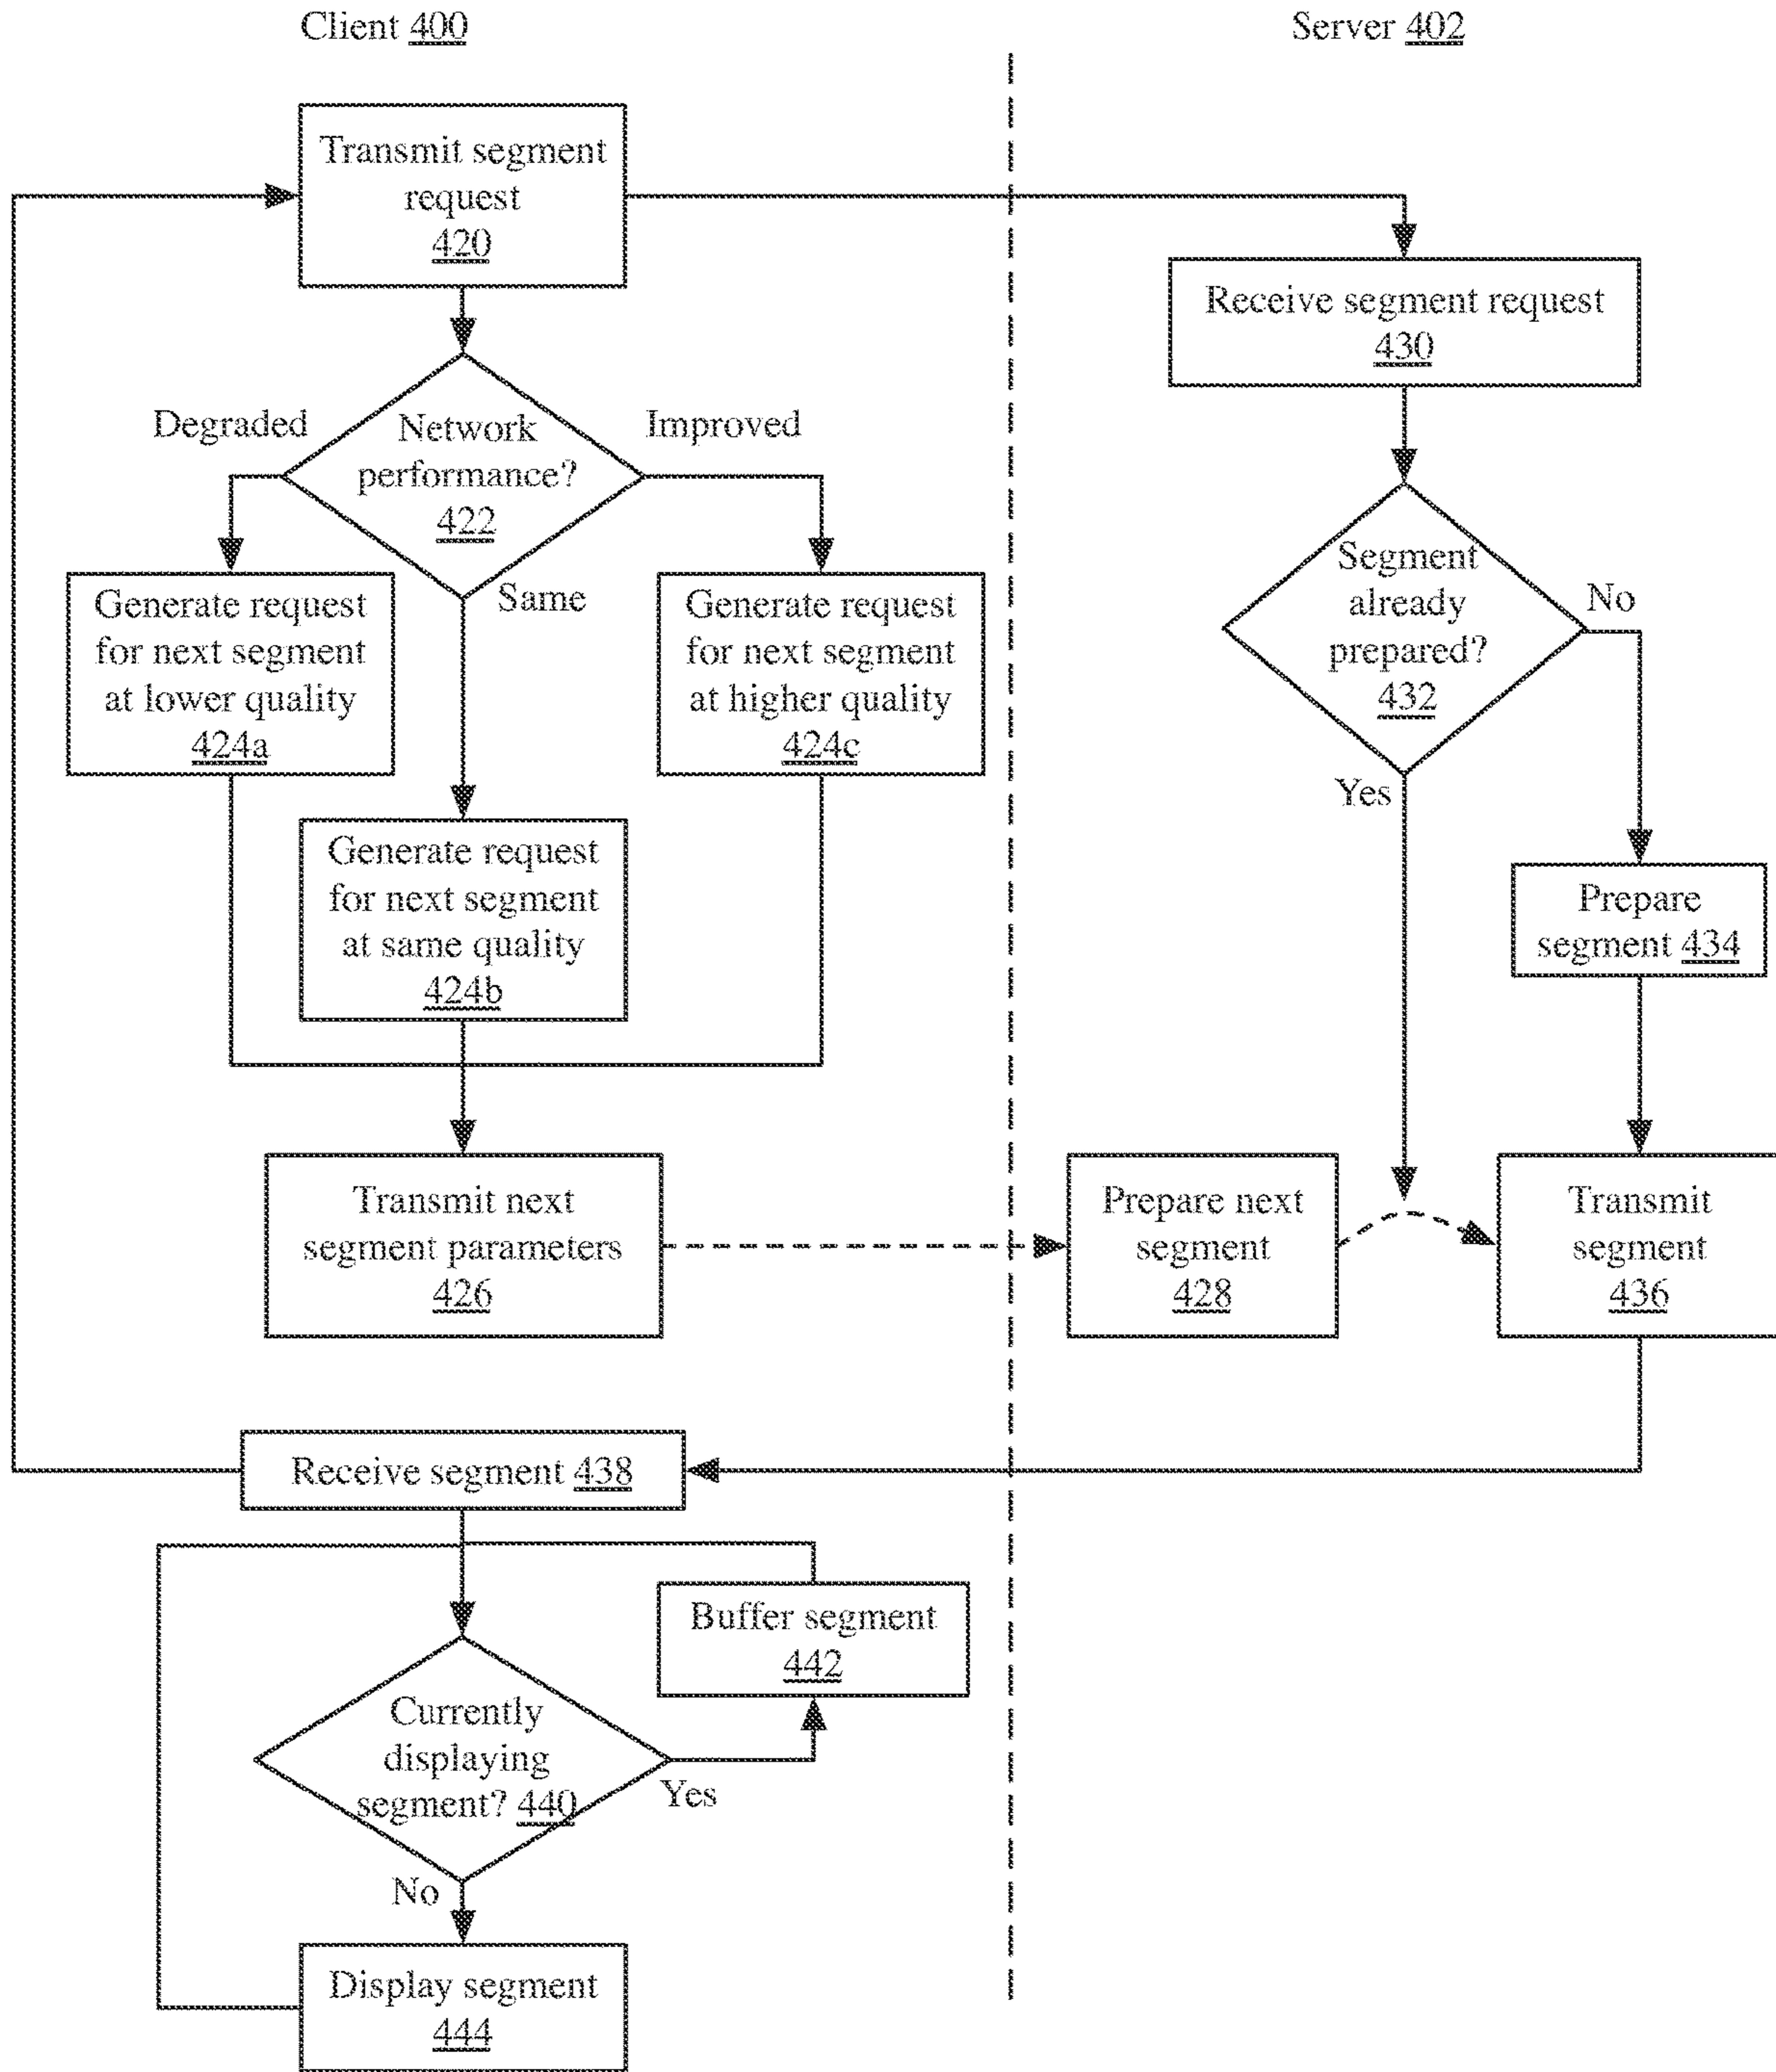 Client 400
Server 402
Transmit segment
request
420
Receive segment request
430
Degraded
Improved
Network
performance?
422
Same
Segment
already
prepared?
432
No
Yes
Generate request
for next segment
at lower quality
424a
Generate request
for next segment
at higher quality
424c
Generate request
for next segment
at same quality
424b
Prepare
segment 434
Transmit next
segment parameters
426
Prepare next
segment
428
Transmit
segment
436
Receive segment 438
Buffer segment
442
Currently
displaying
segment? 440
Yes
No
Display segment
444